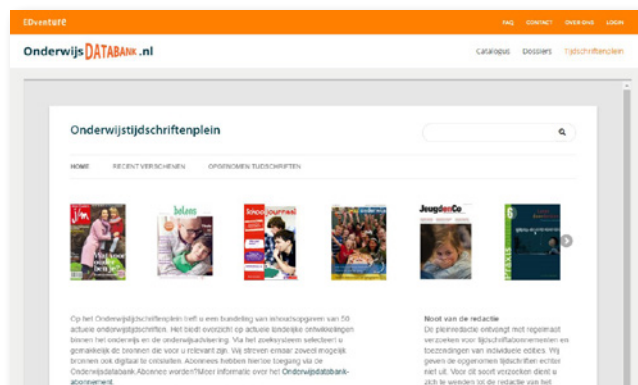 EDventure
FAQ CONTACT OVER ONS LOGIN
OnderwijsDATABANK.nl
Catalogus Dossiers Tijdschriftenplein
Onderwijstijdschriftenplein
HOME RECENT VERSCHENEN OPGENOMEN TIJDSCHRIFTEN
j/m
balans
lokoo journaal
JeugdenCo
PRAXIS
6
Op het Onderwijstijdschriftenplein treft u een bundeling van inhoudsopgaven van 50
actuele onderwijstijdschriften. Het biedt overzicht op actuele landelijke ontwikkelingen
binnen het onderwijs en de onderwijsadvisering. Via het zoeksysteem selecteert u
gemakkelijk de bronnen die voor u relevant zijn. Wij streven ernaar zoveel mogelijk
bronnen ook digitaal te ontsluiten. Abonnees hebben hiertoe toegang via de
Onderwijsdatabank. Abonnee worden? Meer informatie over het Onderwijsdatabank-
abonnement.
Noot van de redactie
De pleinredactie ontvangt met regelmaat
verzoeken voor tijdschriftabonnementen en
toezendingen van individuele edities. Wij
geven de opgenomen tijdschriften echter
niet uit. Voor dit soort verzoeken dient u
zich te wenden tot de redactie van het